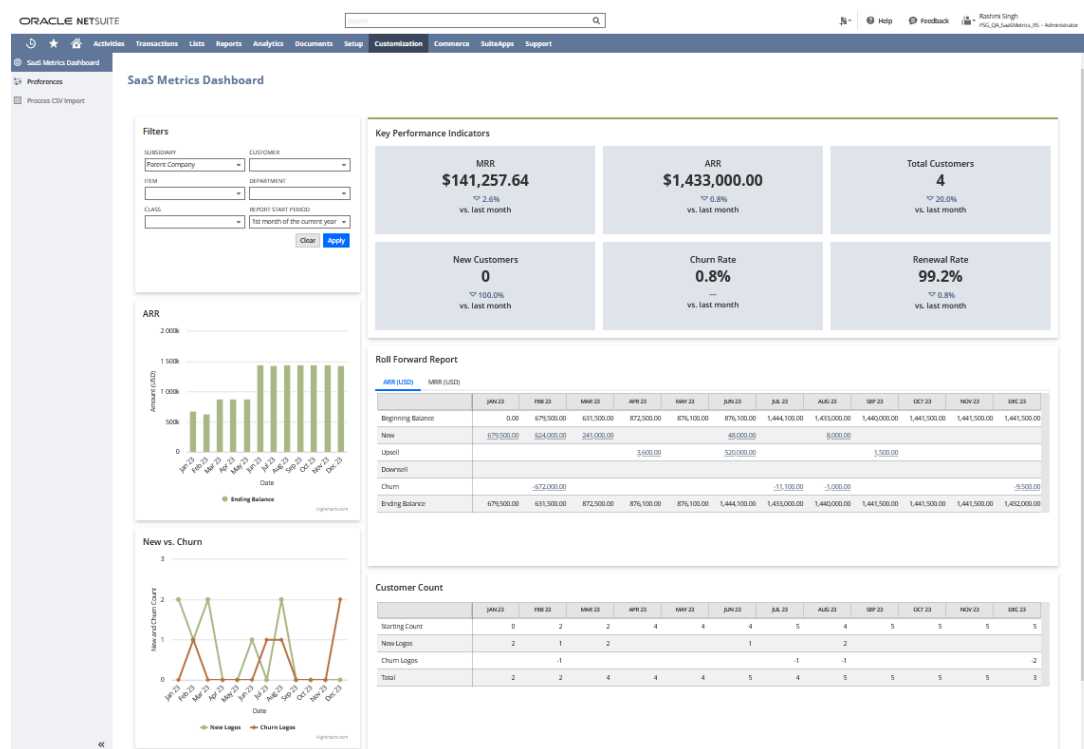 ORACLE NETSUITE
search
Help
Feedback
Rashmi Singh
PSG_QA_SaaSMetrics_IIS - Administrator
Activities Transactions Lists Reports Analytics Documents Setup Customization Commerce SuiteApps Support
SaaS Metrics Dashboard
Preferences
Process CSV Import
SaaS Metrics Dashboard
Filters
SUBSIDIARY CUSTOMER
Parent Company
ITEM DEPARTMENT
CLASS REPORT START PERIOD
1st month of the current year
Clear Apply
Key Performance Indicators
MRR
$141,257.64
2.6%
vs. last month
ARR
$1,433,000.00
0.8%
vs. last month
Total Customers
4
20.0%
vs. last month
New Customers
0
100.0%
vs. last month
Churn Rate
0.8%
—
vs. last month
Renewal Rate
99.2%
0.8%
vs. last month
ARR
2 000k
1 500k
1 000k
500k
0
Amount (USD)
Jan 23 Feb 23 Mar 23 Apr 23 May 23 Jun 23 Jul 23 Aug 23 Sep 23 Oct 23 Nov 23 Dec 23
Date
Ending Balance
Highcharts.com
Roll Forward Report
ARR (USD) MRR (USD)
JAN 23 FEB 23 MAR 23 APR 23 MAY 23 JUN 23 JUL 23 AUG 23 SEP 23 OCT 23 NOV 23 DEC 23
Beginning Balance 0.00 679,500.00 631,500.00 872,500.00 876,100.00 876,100.00 1,444,100.00 1,433,000.00 1,440,000.00 1,441,500.00 1,441,500.00 1,441,500.00
New 679,500.00 624,000.00 241,000.00 48,000.00 8,000.00
Upsell 3,600.00 520,000.00 1,500.00
Downsell
Churn -672,000.00 -11,100.00 -1,000.00 -9,500.00
Ending Balance 679,500.00 631,500.00 872,500.00 876,100.00 876,100.00 1,444,100.00 1,433,000.00 1,440,000.00 1,441,500.00 1,441,500.00 1,441,500.00 1,432,000.00
New vs. Churn
3
2
1
0
New and Churn Count
Jan 23 Feb 23 Mar 23 Apr 23 May 23 Jun 23 Jul 23 Aug 23 Sep 23 Oct 23 Nov 23 Dec 23
Date
New Logos Churn Logos
Highcharts.com
Customer Count
JAN 23 FEB 23 MAR 23 APR 23 MAY 23 JUN 23 JUL 23 AUG 23 SEP 23 OCT 23 NOV 23 DEC 23
Starting Count 0 2 2 4 4 4 5 4 5 5 5 5
New Logos 2 1 2 1 2
Churn Logos -1 -1 -1 -2
Total 2 2 4 4 4 5 4 5 5 5 5 3